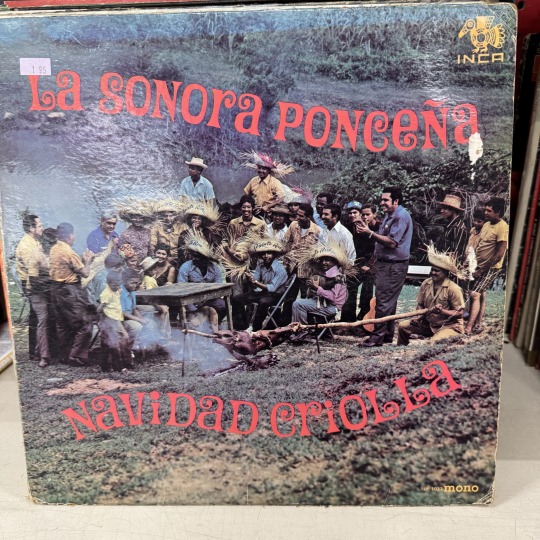 1.95
INCA
La SONORa PONCEÑa
NaviDaD CRiOLLa
mono